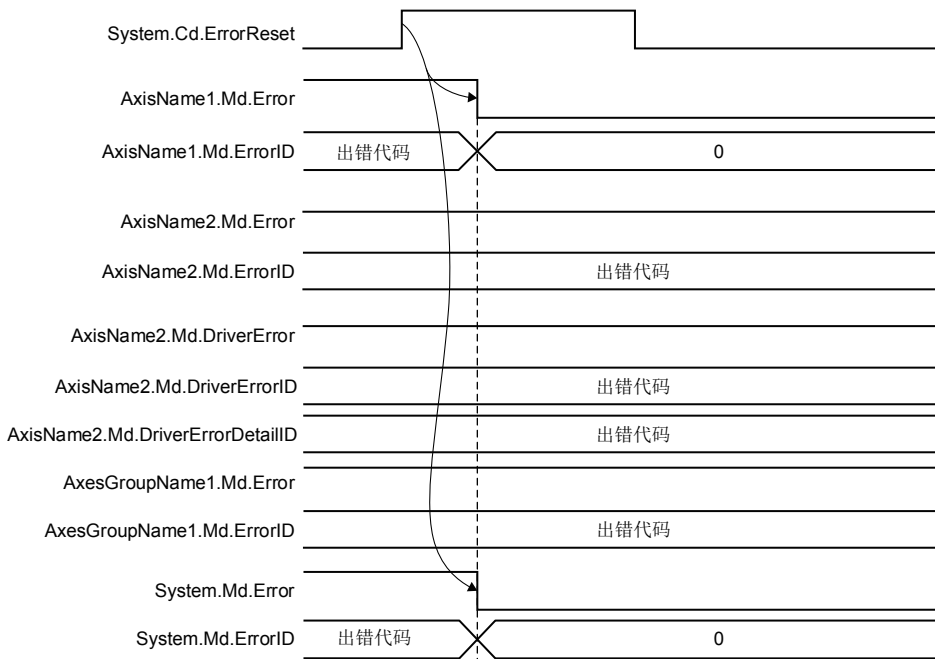 System.Cd.ErrorReset
AxisName1.Md.Error
AxisName1.Md.ErrorID 出错代码 0
AxisName2.Md.Error
AxisName2.Md.ErrorID 出错代码
AxisName2.Md.DriverError
AxisName2.Md.DriverErrorID 出错代码
AxisName2.Md.DriverErrorDetailID 出错代码
AxesGroupName1.Md.Error
AxesGroupName1.Md.ErrorID 出错代码
System.Md.Error
System.Md.ErrorID 出错代码 0